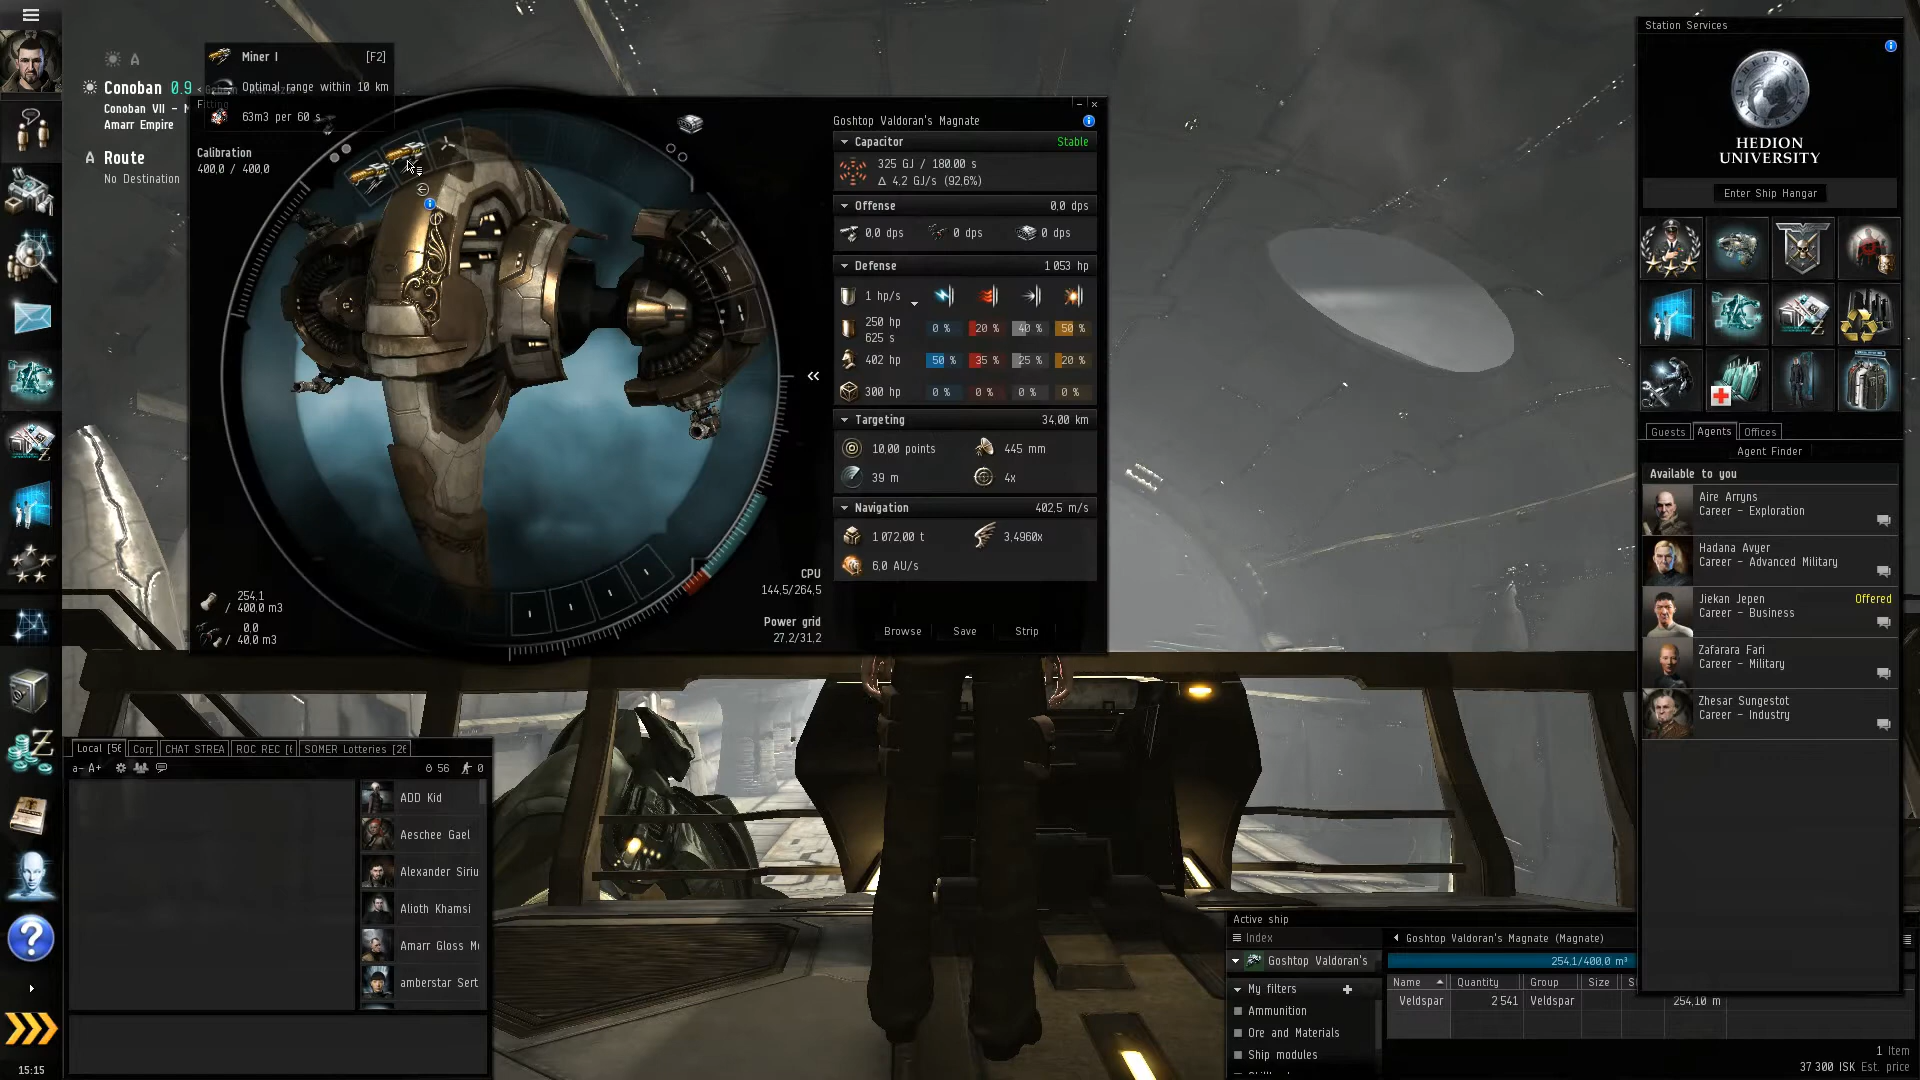 Conoban 0.9
Conoban VII -
Amarr Empire
A Route
No Destination
Miner I [F2]
Optimal range within 10 km
63m3 per 60 s
Fitting
Calibration
400,0 / 400,0
Goshtop Valdoran's Magnate
Capacitor Stable
325 GJ / 180.00 s
Δ 4,2 GJ/s (92,6%)
Offense 0,0 dps
0,0 dps 0 dps 0 dps
Defense 1 053 hp
1 hp/s
250 hp
625 s
0 % 20 % 40 % 50 %
402 hp 50 % 35 % 25 % 20 %
300 hp 0 % 0 % 0 % 0 %
Targeting 34,00 km
10,00 points 445 mm
39 m 4x
Navigation 402,5 m/s
1 072,00 t 3,4960x
6,0 AU/s
CPU
144,5/264,5
Power grid
27,2/31,2
254,1
/ 400,0 m3
0,0
/ 40,0 m3
Browse Save Strip
Station Services
HEDION
UNIVERSITY
Enter Ship Hangar
Guests Agents Offices
Agent Finder
Available to you
Aire Arryns
Career - Exploration
Hadana Avyer
Career - Advanced Military
Jiekan Jepen Offered
Career - Business
Zafarara Fari
Career - Military
Zhesar Sungestot
Career - Industry
Local [56 Corp CHAT STREA ROC REC [ SOMER Lotteries [26
a- A+ 56 0
ADD Kid
Aeschee Gael
Alexander Siriu
Alioth Khamsi
Amarr Gloss M
amberstar Sert
15:15
Active ship
Index Goshtop Valdoran's Magnate (Magnate)
Goshtop Valdoran's 254,1/400,0 m³
My filters
Ammunition
Ore and Materials
Ship modules
Name Quantity Group Size S
Veldspar 2 541 Veldspar 254,10 m
1 Item
37 300 ISK Est. price